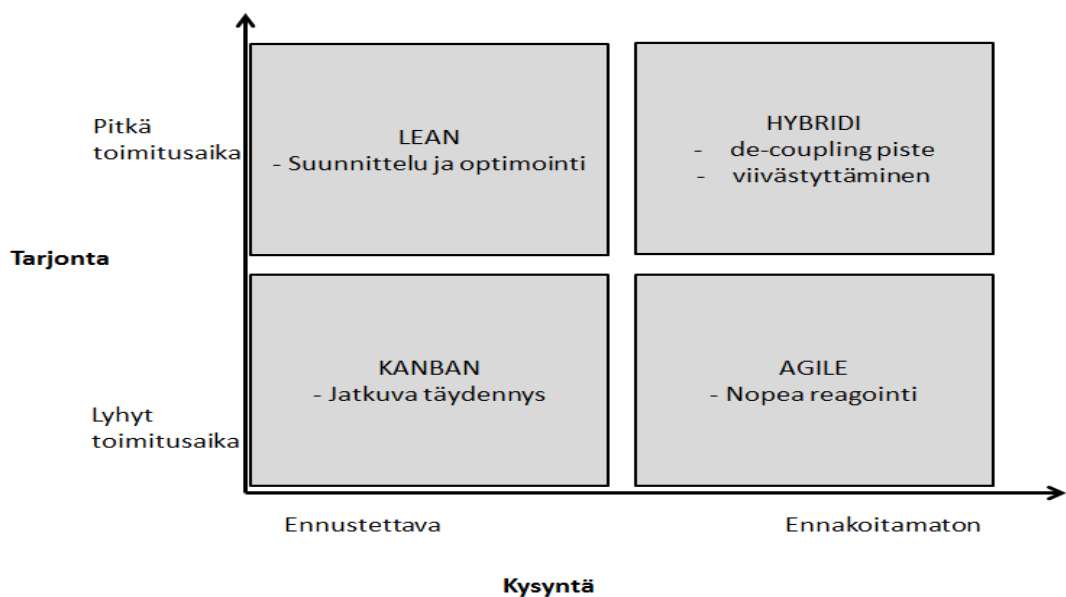 Pitkä
toimitusaika
LEAN
- Suunnittelu ja optimointi
HYBRIDI
- de-coupling piste
- viivästyttäminen
Tarjonta
KANBAN
- Jatkuva täydennys
AGILE
- Nopea reagointi
Lyhyt
toimitusaika
Ennustettava
Ennakoitamaton
Kysyntä